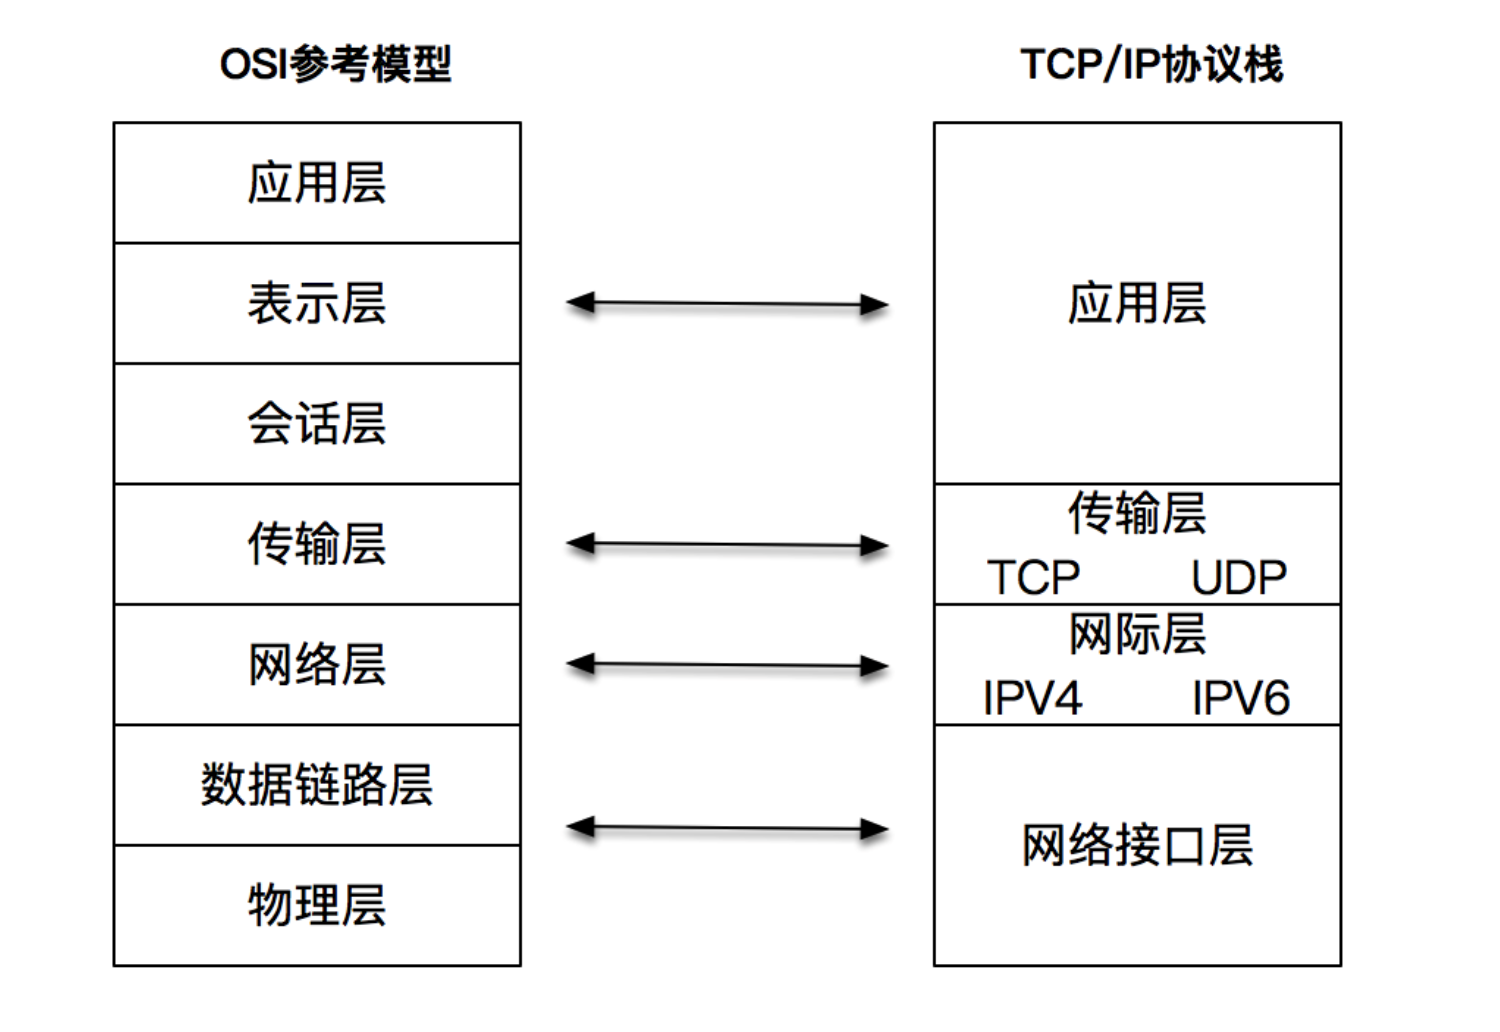 OSI参考模型
应用层
表示层
会话层
传输层
网络层
数据链路层
物理层
TCP/IP协议栈
应用层
传输层
TCP UDP
网际层
IPV4 IPV6
网络接口层